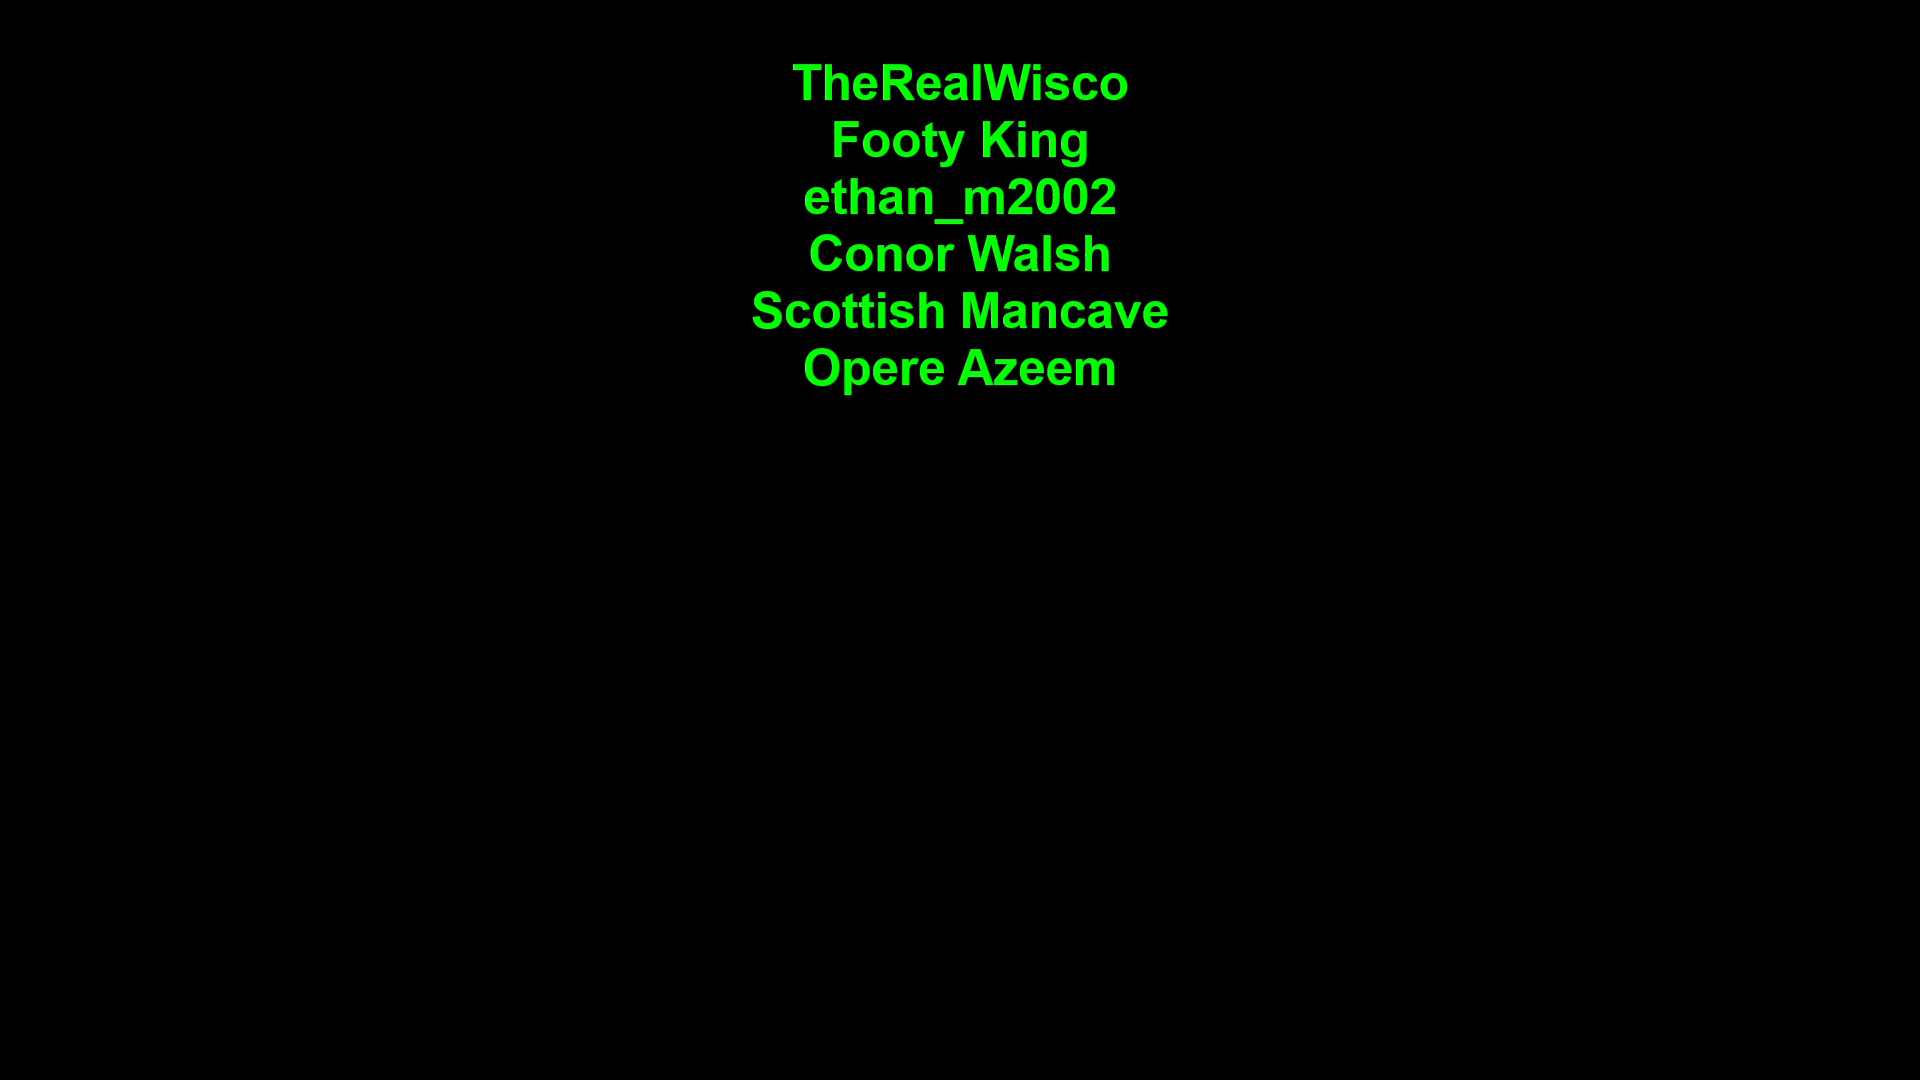 TheRealWisco
Footy King
ethan_m2002
Conor Walsh
Scottish Mancave
Opere Azeem